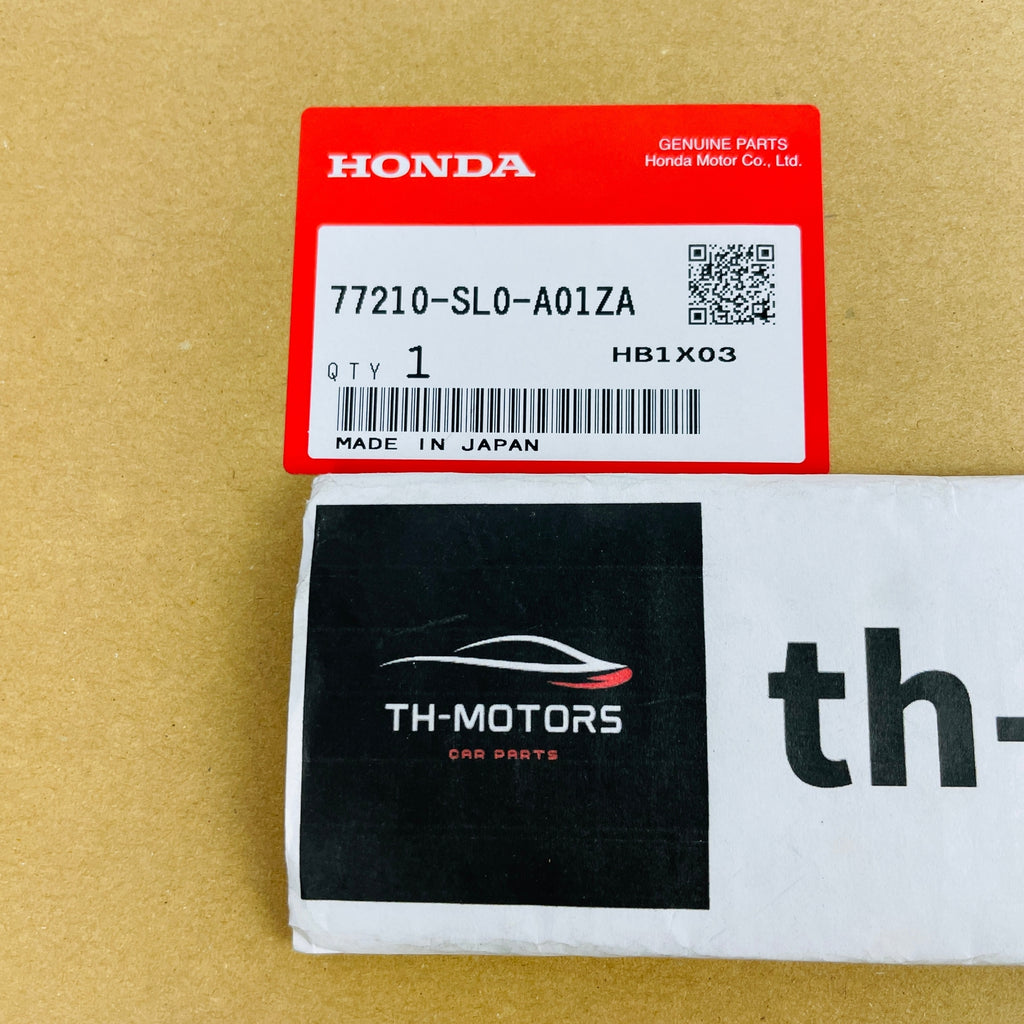 HONDA
GENUINE PARTS
Honda Motor Co., Ltd.
77210-SL0-A01ZA
HB1X03
QTY 1
MADE IN JAPAN
TH-MOTORS
CAR PARTS
th-